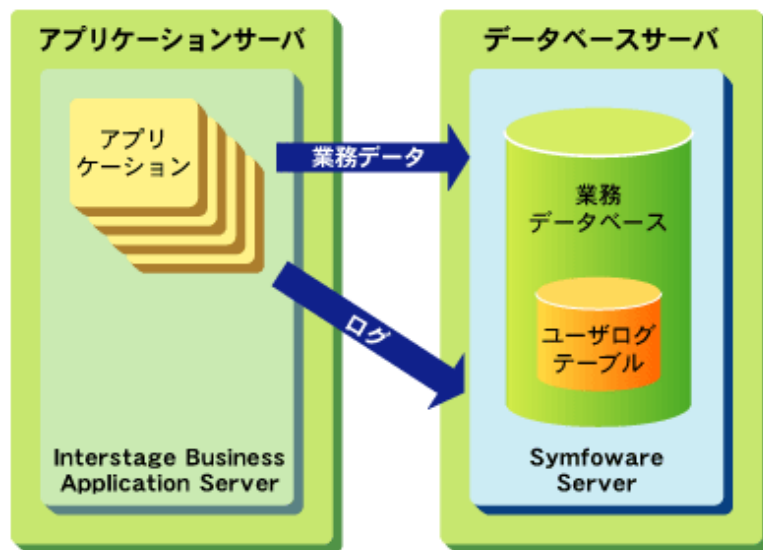 アプリケーションサーバ
アプリ
ケーション
Interstage Business
Application Server
業務データ
ログ
データベースサーバ
業務
データベース
ユーザログ
テーブル
Symfoware
Server